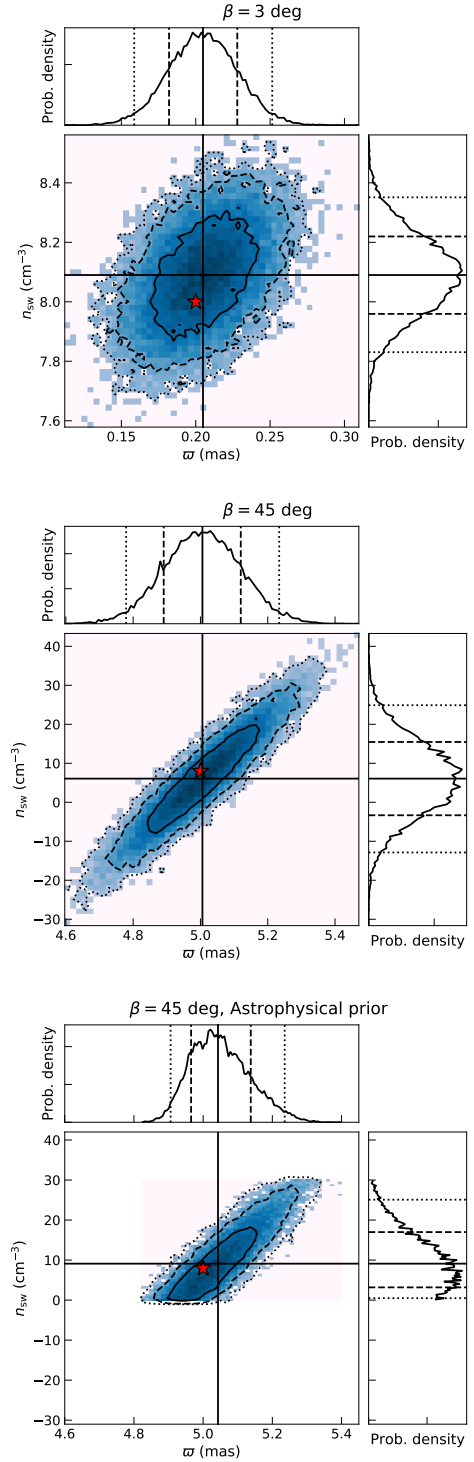 β = 3 deg
Prob. density
8.4
8.2
8.0
7.8
7.6
n_sw (cm⁻³)
0.15 0.20 0.25 0.30
ϖ (mas)
Prob. density
β = 45 deg
Prob. density
40
30
20
10
0
−10
−20
−30
n_sw (cm⁻³)
4.6 4.8 5.0 5.2 5.4
ϖ (mas)
Prob. density
β = 45 deg, Astrophysical prior
Prob. density
40
30
20
10
0
−10
−20
−30
n_sw (cm⁻³)
4.6 4.8 5.0 5.2 5.4
ϖ (mas)
Prob. density